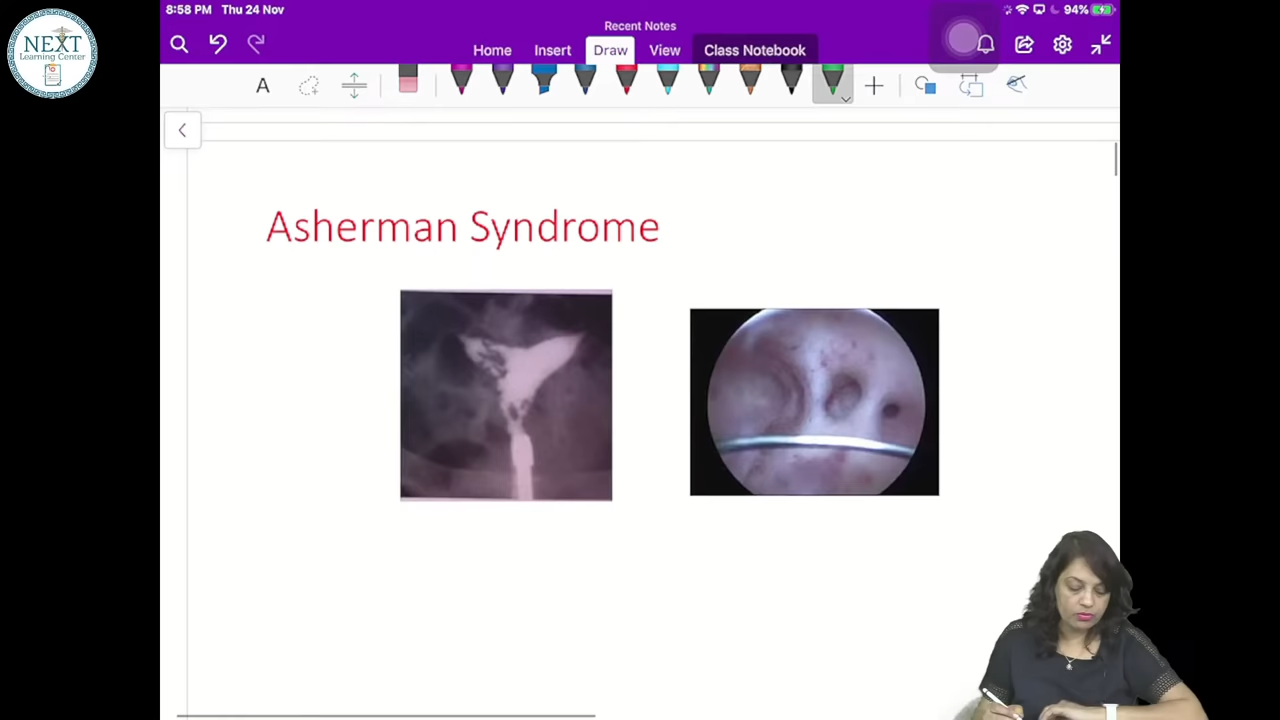 8:58 PM Thu 24 Nov
94%
Recent Notes
Home Insert Draw View Class Notebook
NEXT
Learning Center
A
Asherman Syndrome